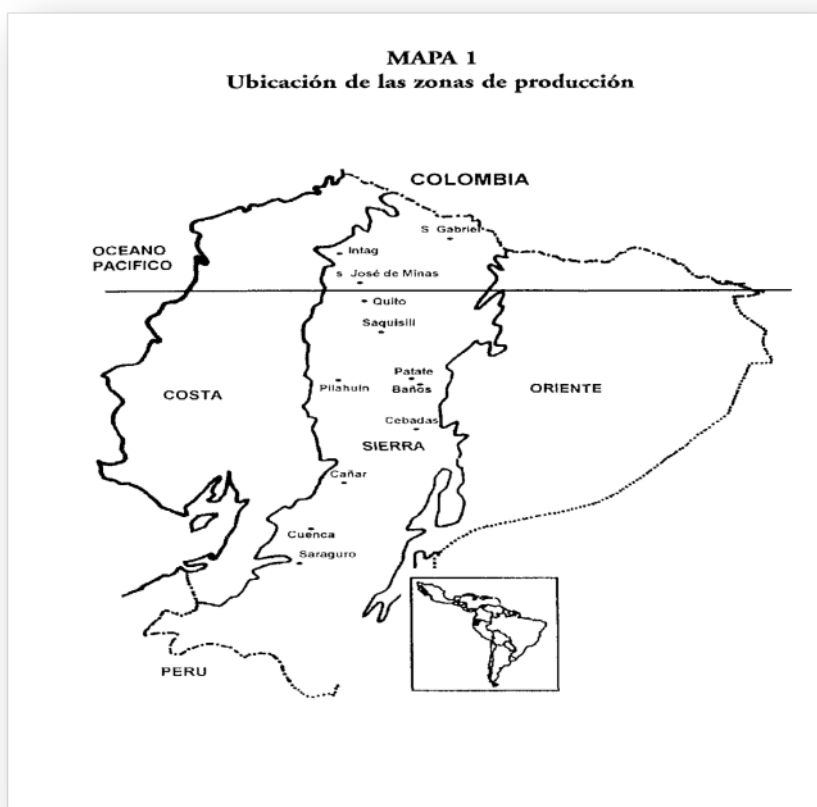 MAPA 1
Ubicación de las zonas de producción
COLOMBIA
S Gabriel
OCEANO
PACIFICO
Intag
s José de Minas
Quito
Saquisili
Patate
Pilahuin
Baños
COSTA
ORIENTE
Cebadas
SIERRA
Cañar
Cuenca
Saraguro
PERU